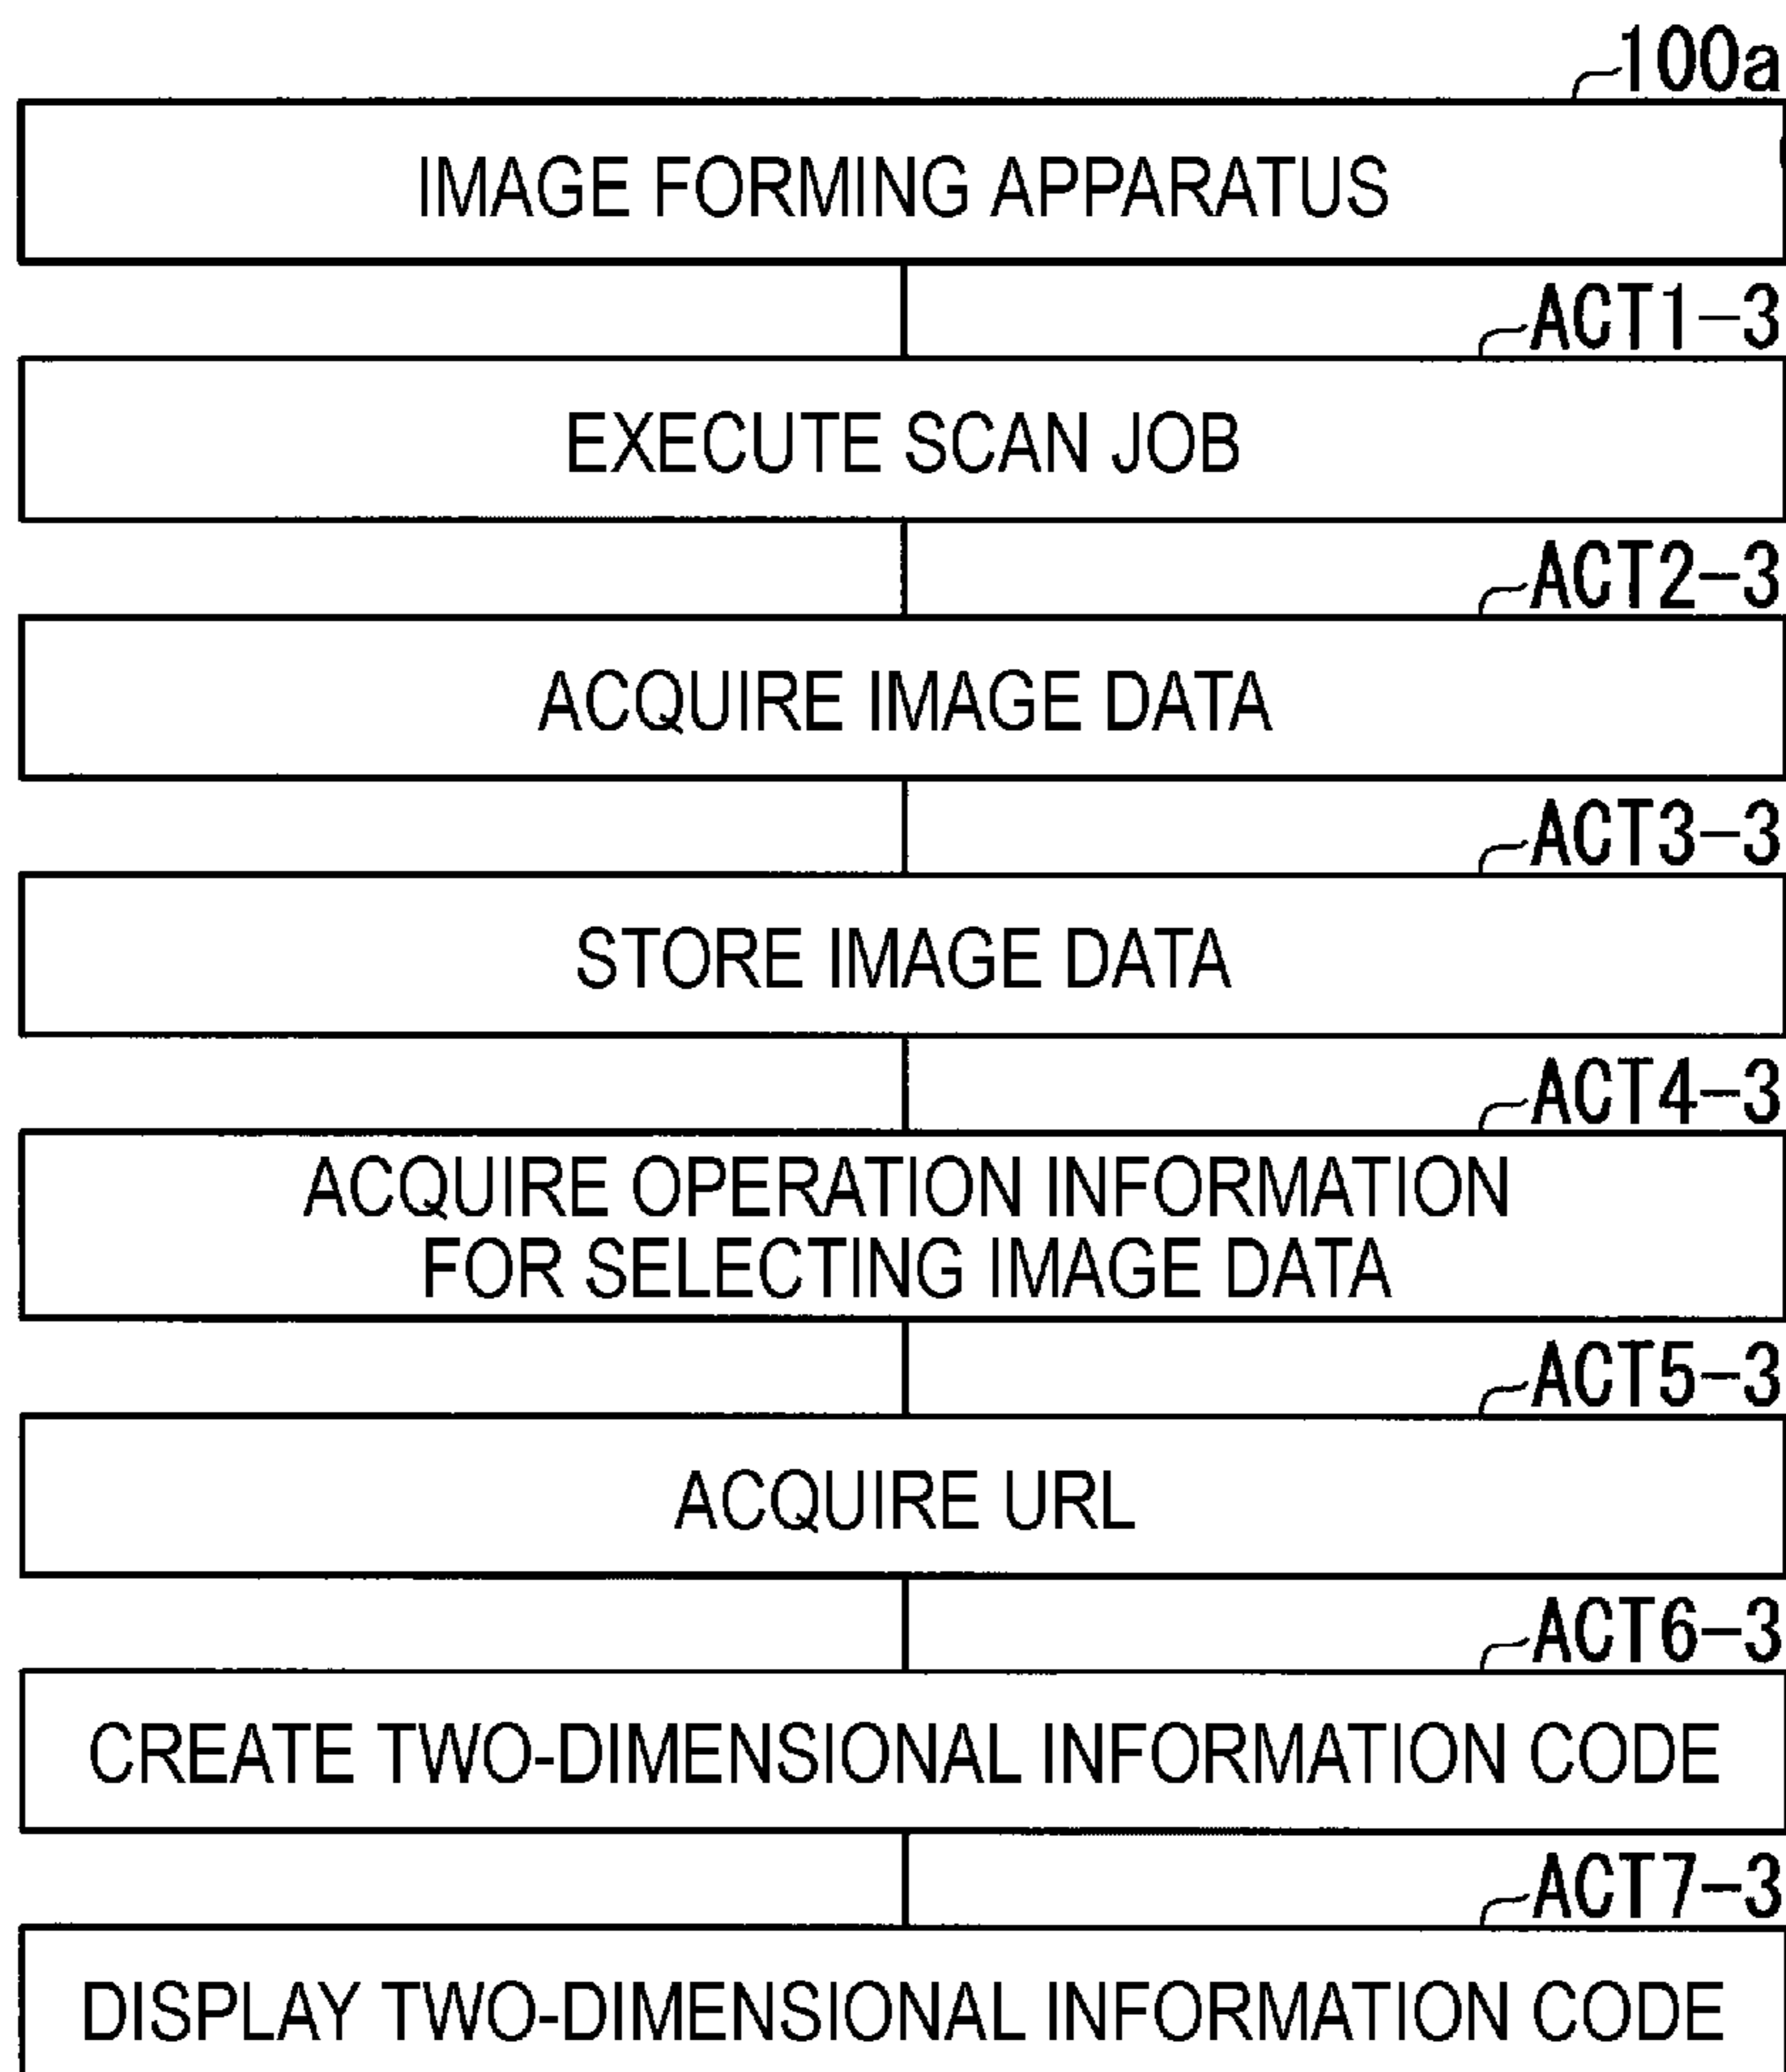 100a
IMAGE FORMING APPARATUS
ACT1-3
EXECUTE SCAN JOB
ACT2-3
ACQUIRE IMAGE DATA
ACT3-3
STORE IMAGE DATA
ACT4-3
ACQUIRE OPERATION INFORMATION
FOR SELECTING IMAGE DATA
ACT5-3
ACQUIRE URL
ACT6-3
CREATE TWO-DIMENSIONAL INFORMATION CODE
ACT7-3
DISPLAY TWO-DIMENSIONAL INFORMATION CODE